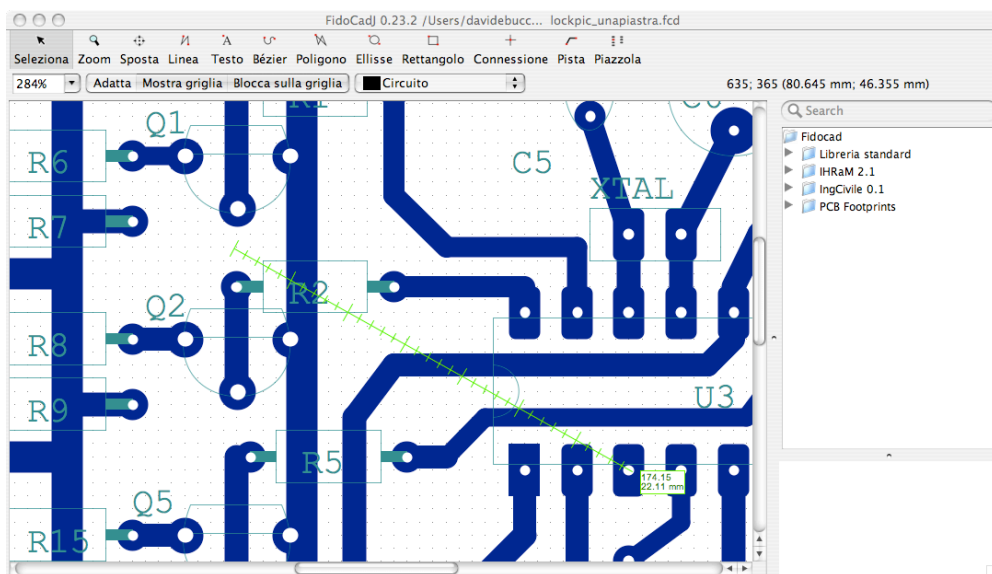 FidoCadJ 0.23.2 /Users/davidebucc... lockpic_unapiastra.fcd
Seleziona Zoom Sposta Linea Testo Bézier Poligono Ellisse Rettangolo Connessione Pista Piazzola
284% Adatta Mostra griglia Blocca sulla griglia Circuito 635; 365 (80.645 mm; 46.355 mm)
Search
Fidocad
Libreria standard
IHRaM 2.1
IngCivile 0.1
PCB Footprints
R1
C6
Q1
R6
C5
XTAL
R7
R2
Q2
R8
R9
U3
R5
174.15
22.11 mm
Q5
R15